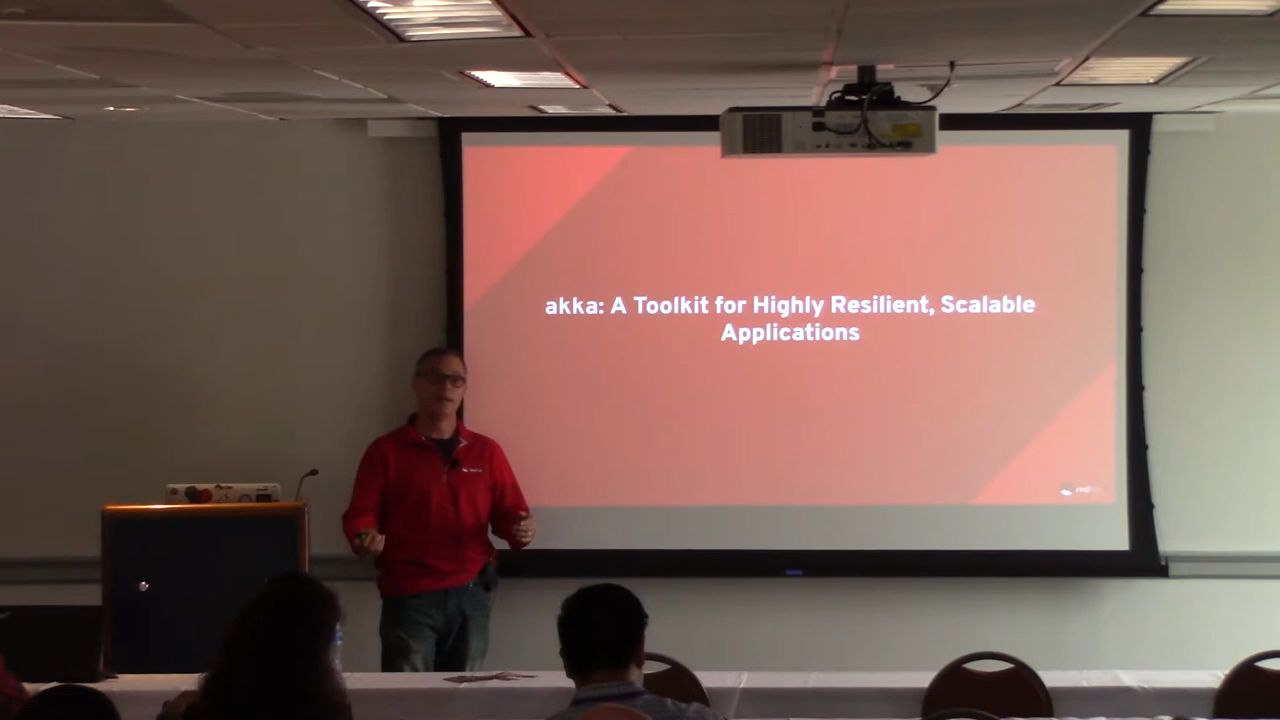 akka: A Toolkit for Highly Resilient, Scalable
Applications